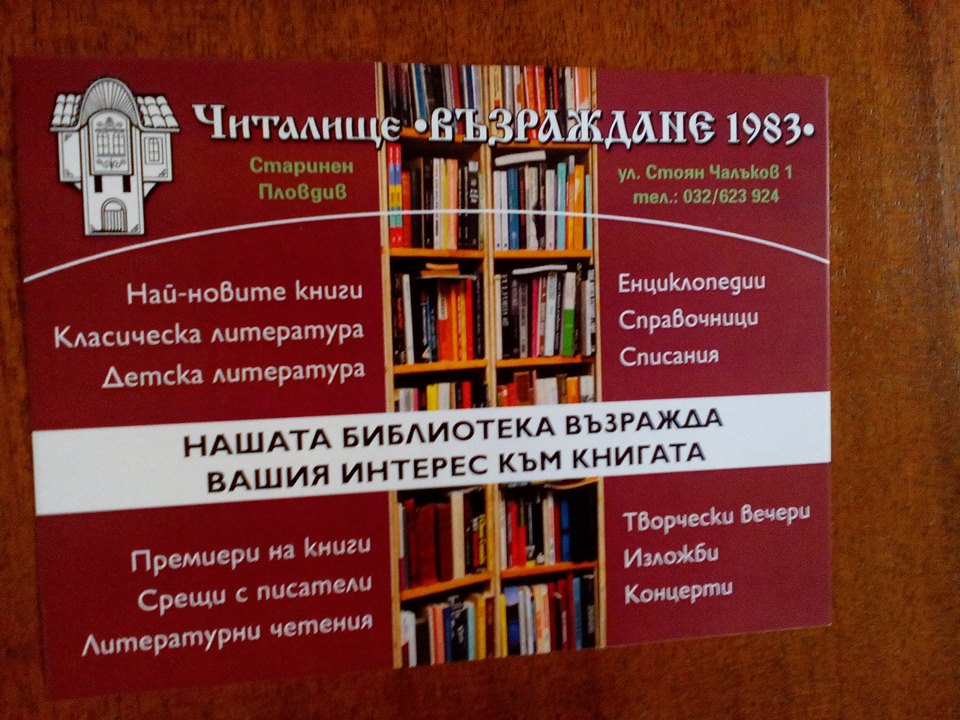 Читалище •ВЪЗРАЖДАНЕ 1983•
Старинен
Пловдив
ул. Стоян Чалъков 1
тел.: 032/623 924
Най-новите книги
Класическа литература
Детска литература
Енциклопедии
Справочници
Списания
НАШАТА БИБЛИОТЕКА ВЪЗРАЖДА
ВАШИЯ ИНТЕРЕС КЪМ КНИГАТА
Премиери на книги
Срещи с писатели
Литературни четения
Творчески вечери
Изложби
Концерти